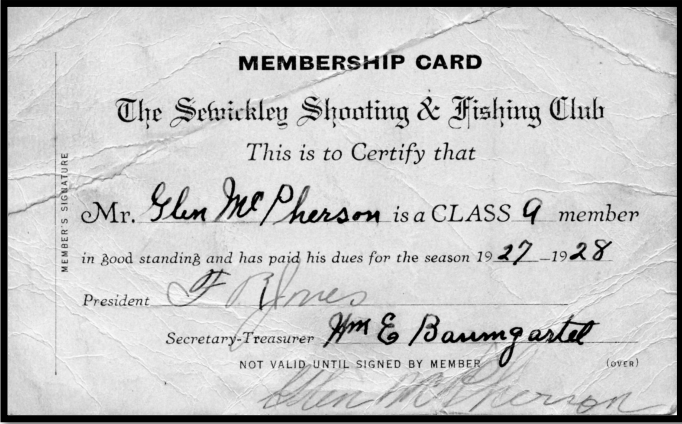 MEMBERSHIP CARD
The Sewickley Shooting & Fishing Club
This is to Certify that
Mr. Glen McPherson is a CLASS A member
in good standing and has paid his dues for the season 1927-1928
President F R Jones
Secretary-Treasurer Wm E Baumgartel
NOT VALID UNTIL SIGNED BY MEMBER (OVER)
Glen McPherson
MEMBER'S SIGNATURE